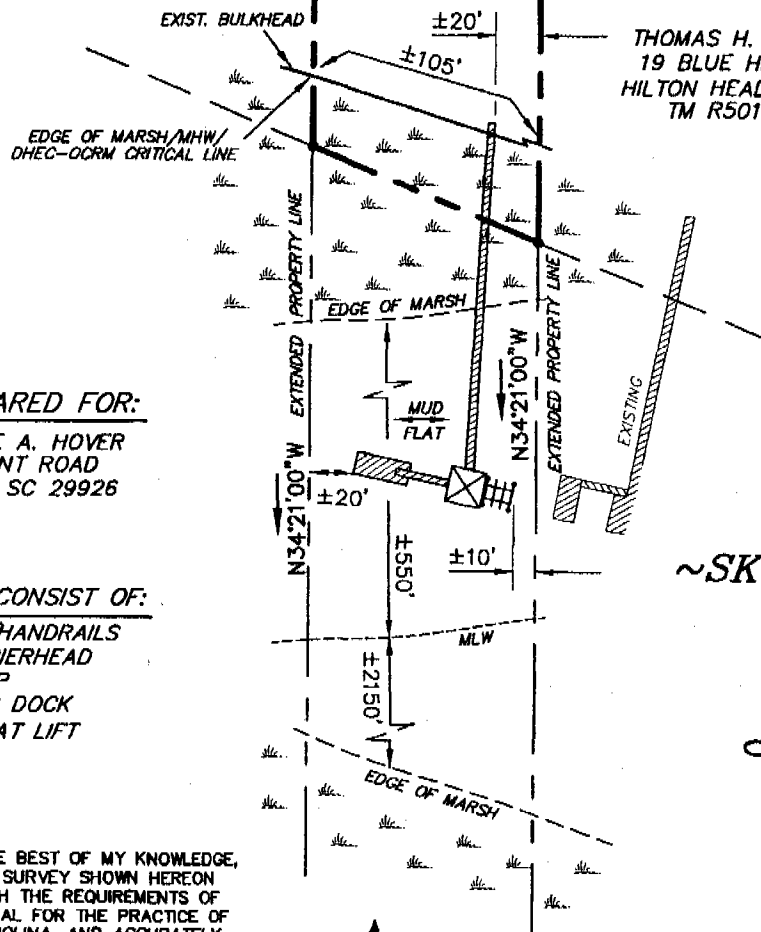 EXIST. BULKHEAD
±20'
±105'
THOMAS H.
19 BLUE H
HILTON HEAD
TM R501
EDGE OF MARSH/MHW/
DHEC-OCRM CRITICAL LINE
EXTENDED PROPERTY LINE
N34°21'00"W
EDGE OF MARSH
N34°21'00"W
EXTENDED PROPERTY LINE
EXISTING
MUD
FLAT
ARED FOR:
A. HOVER
NT ROAD
SC 29926
±20'
±550'
±10'
~SK
CONSIST OF:
HANDRAILS
IERHEAD
P
DOCK
AT LIFT
MLW
±2150'
EDGE OF MARSH
E BEST OF MY KNOWLEDGE,
SURVEY SHOWN HEREON
H THE REQUIREMENTS OF
AL FOR THE PRACTICE OF
OLINA, AND ACCURATELY